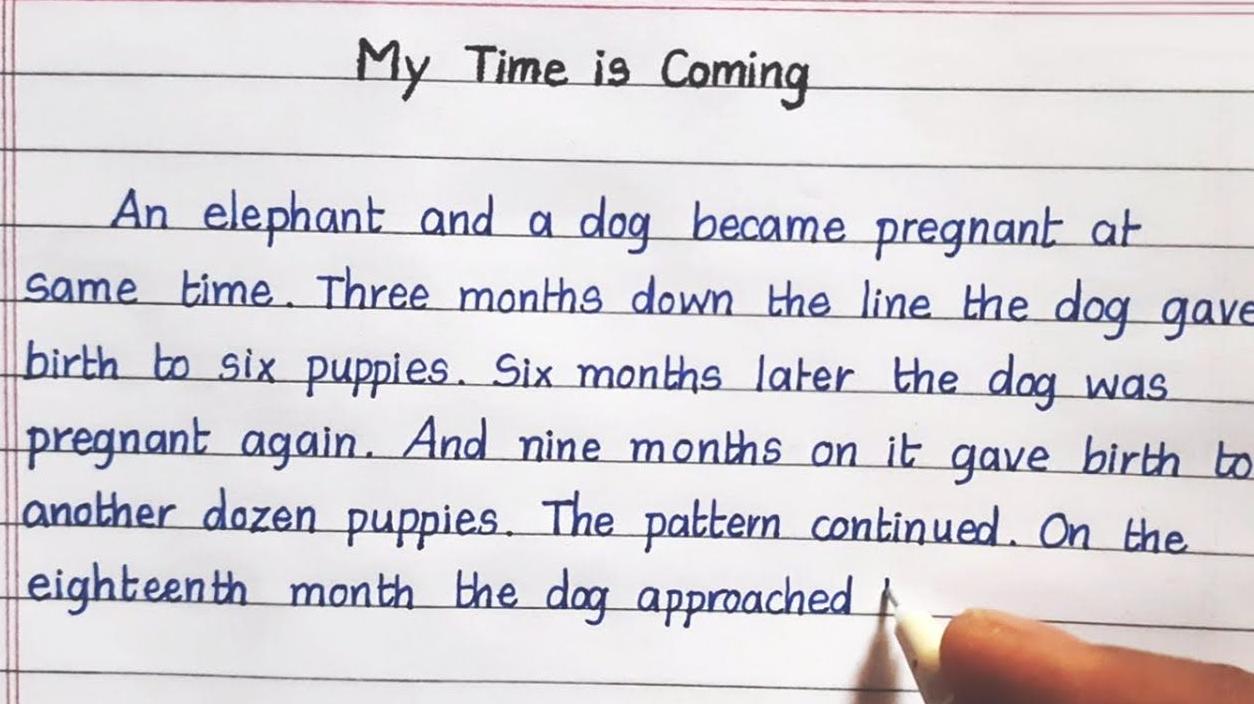 My Time is Coming
An elephant and a dog became pregnant at
same time. Three months down the line the dog gave
birth to six puppies. Six months later the dog was
pregnant again. And nine months on it gave birth to
another dozen puppies. The pattern continued. On the
eighteenth month the dog approached